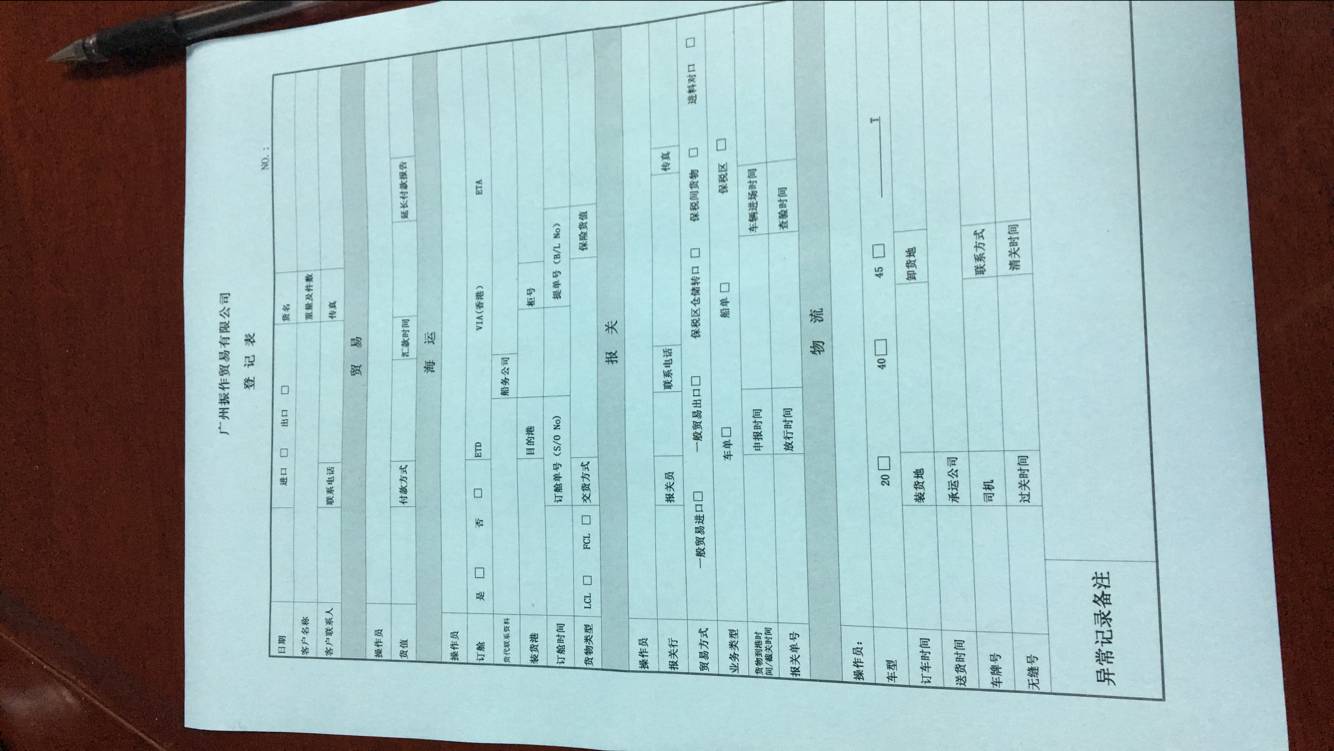 广州振作贸易有限公司
登记表
NO.：
日期 进口 □ 出口 □ 货名
客户名称 重量及件数
客户联系人 联系电话 传真
贸易
操作员
货值 付款方式 汇款时间 延长付款报告
海运
操作员
订舱 是 □ 否 □ ETD VIA(香港) ETA
货代联系资料 船务公司
装货港 目的港 柜号
订舱时间 订舱单号（S/O No) 提单号（B/L No）
货物类型 LCL □ FCL □ 交货方式 保险货值
报关
操作员
报关行 报关员 联系电话 传真
贸易方式 一般贸易进口□ 一般贸易出口□ 保税区仓储转口 □ 保税间货物 □ 进料对口 □
业务类型 车单□ 船单□ 保税区 □
货物到港时
间/截关时间 申报时间 车辆进场时间
报关单号 放行时间 查验时间
物流
操作员：
车型 20□ 40□ 45 □ ________T
订车时间 装货地 卸货地
送货时间 承运公司
车牌号 司机 联系方式
无缝号 过关时间 清关时间
异常记录备注